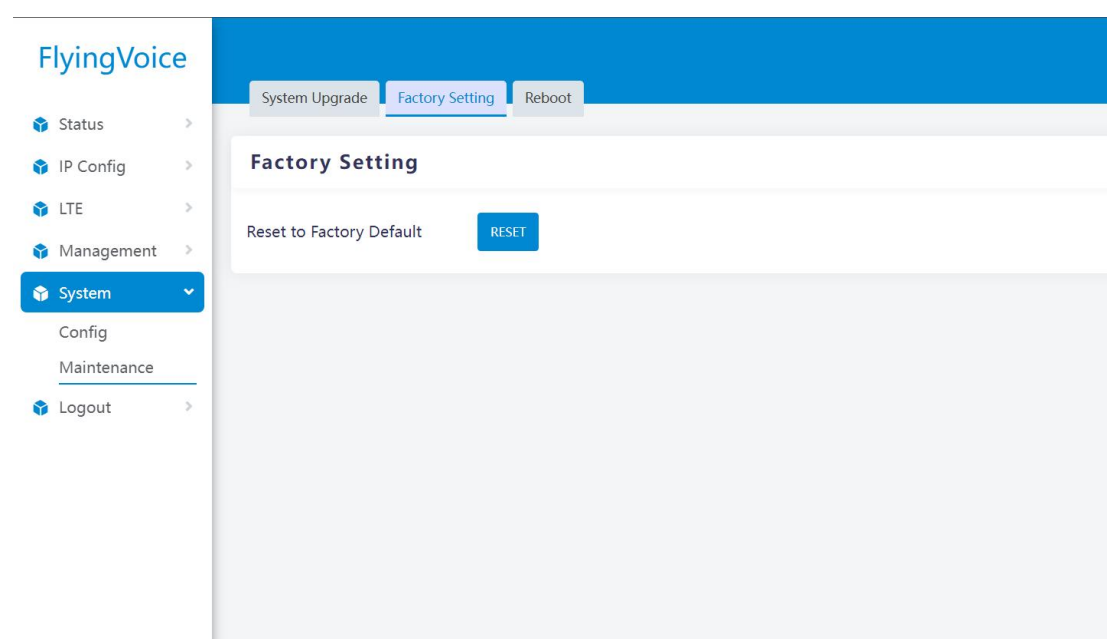 FlyingVoice
System Upgrade
Factory Setting
Reboot
Status
IP Config
LTE
Management
System
Config
Maintenance
Logout
Factory Setting
Reset to Factory Default
RESET